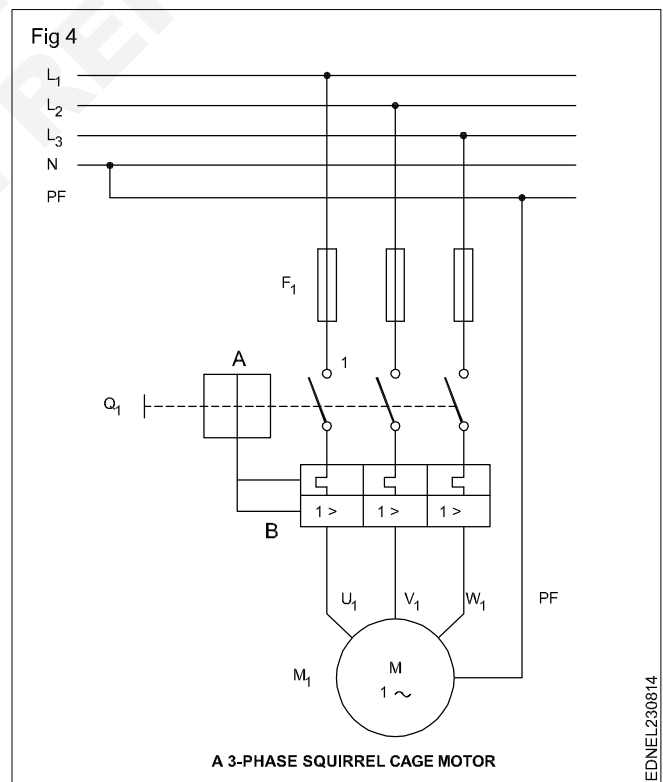 Fig 4
L1
L2
L3
N
PF
F1
1
A
Q1
1 > 1 > 1 >
B
U1 V1 W1 PF
M1 M
1 ~
A 3-PHASE SQUIRREL CAGE MOTOR
EDNEL230814